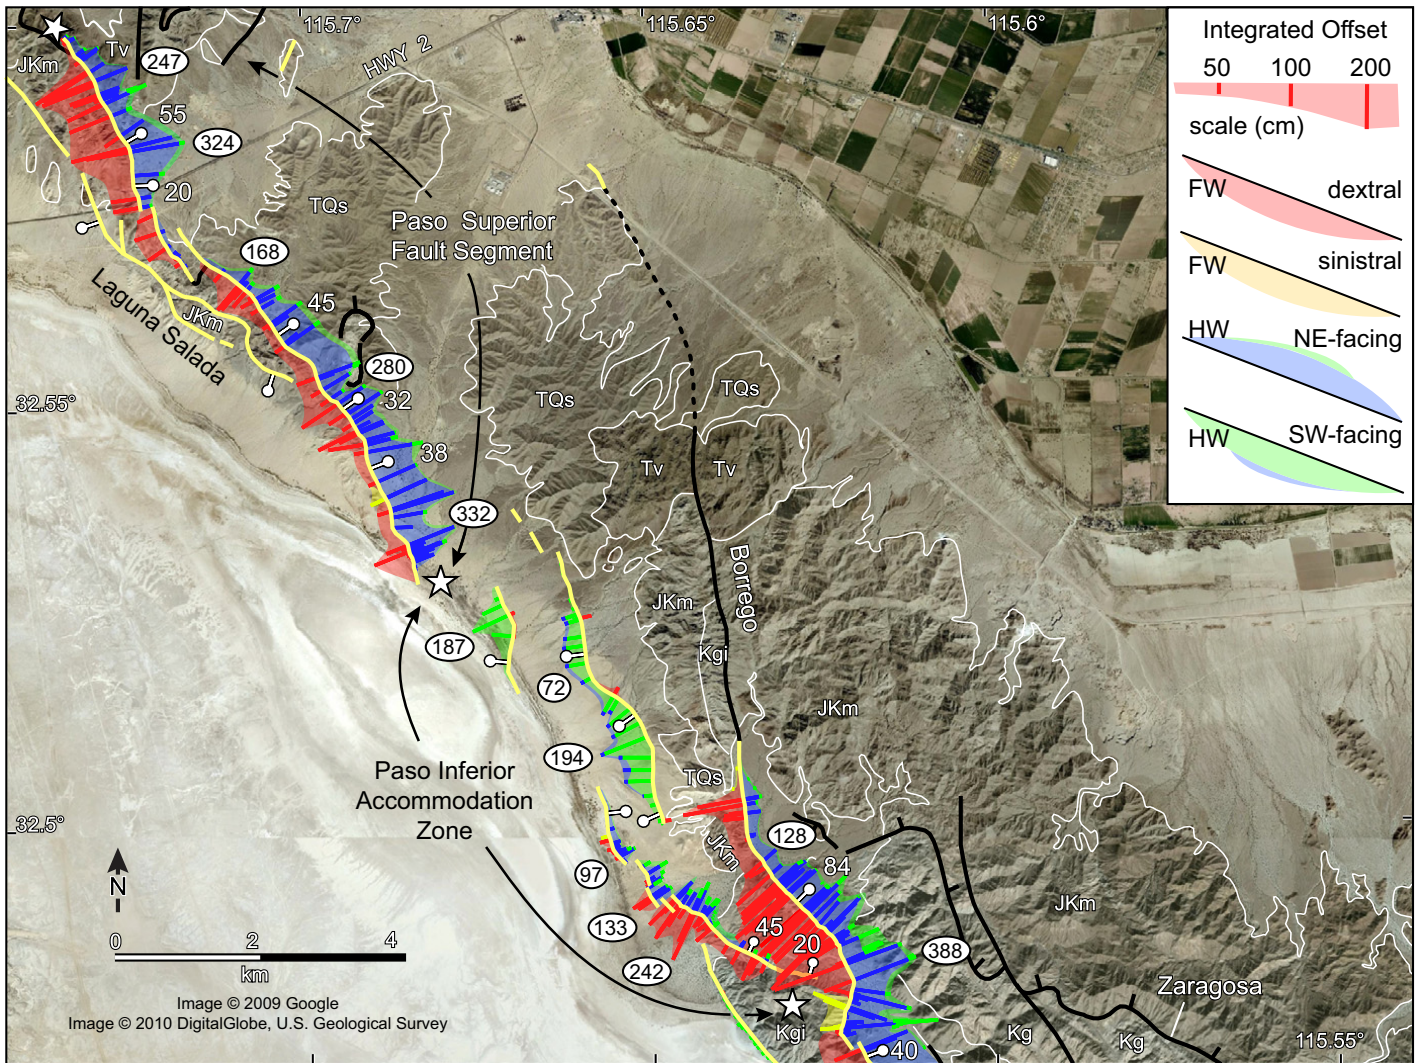 115.7°
115.65°
115.6°
Integrated Offset
50 100 200
scale (cm)
FW dextral
FW sinistral
HW NE-facing
HW SW-facing
Tv
JKm
247
HWY 2
55
324
20
TQs
Paso Superior
Fault Segment
168
45
Laguna Salada
JKm
280
32
32.55°
TQs
TQs
38
Tv
Tv
332
Borrego
JKm
187
Kgi
72
JKm
194
TQs
Paso Inferior
Accommodation
Zone
32.5°
128
JKm
84
97
N
JKm
133
45
20
388
0 2 4
km
242
Zaragosa
Image © 2009 Google
Image © 2010 DigitalGlobe, U.S. Geological Survey
Kgi
Kg
Kg
115.55°
40